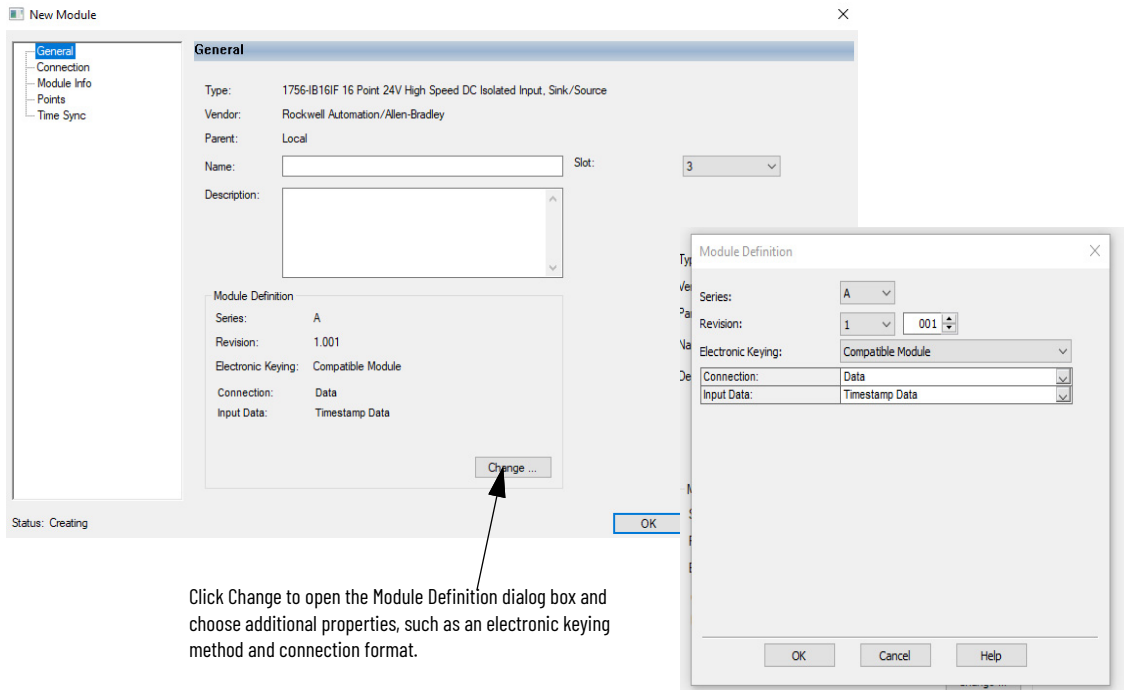 New Module
General
Connection
Module Info
Points
Time Sync
General
Type: 1756-IB16IF 16 Point 24V High Speed DC Isolated Input, Sink/Source
Vendor: Rockwell Automation/Allen-Bradley
Parent: Local
Name:
Slot: 3
Description:
Module Definition
Series: A
Revision: 1.001
Electronic Keying: Compatible Module
Connection: Data
Input Data: Timestamp Data
Change ...
Status: Creating
OK
Click Change to open the Module Definition dialog box and
choose additional properties, such as an electronic keying
method and connection format.
Module Definition
Series: A
Revision: 1 001
Electronic Keying: Compatible Module
Connection: Data
Input Data: Timestamp Data
OK Cancel Help